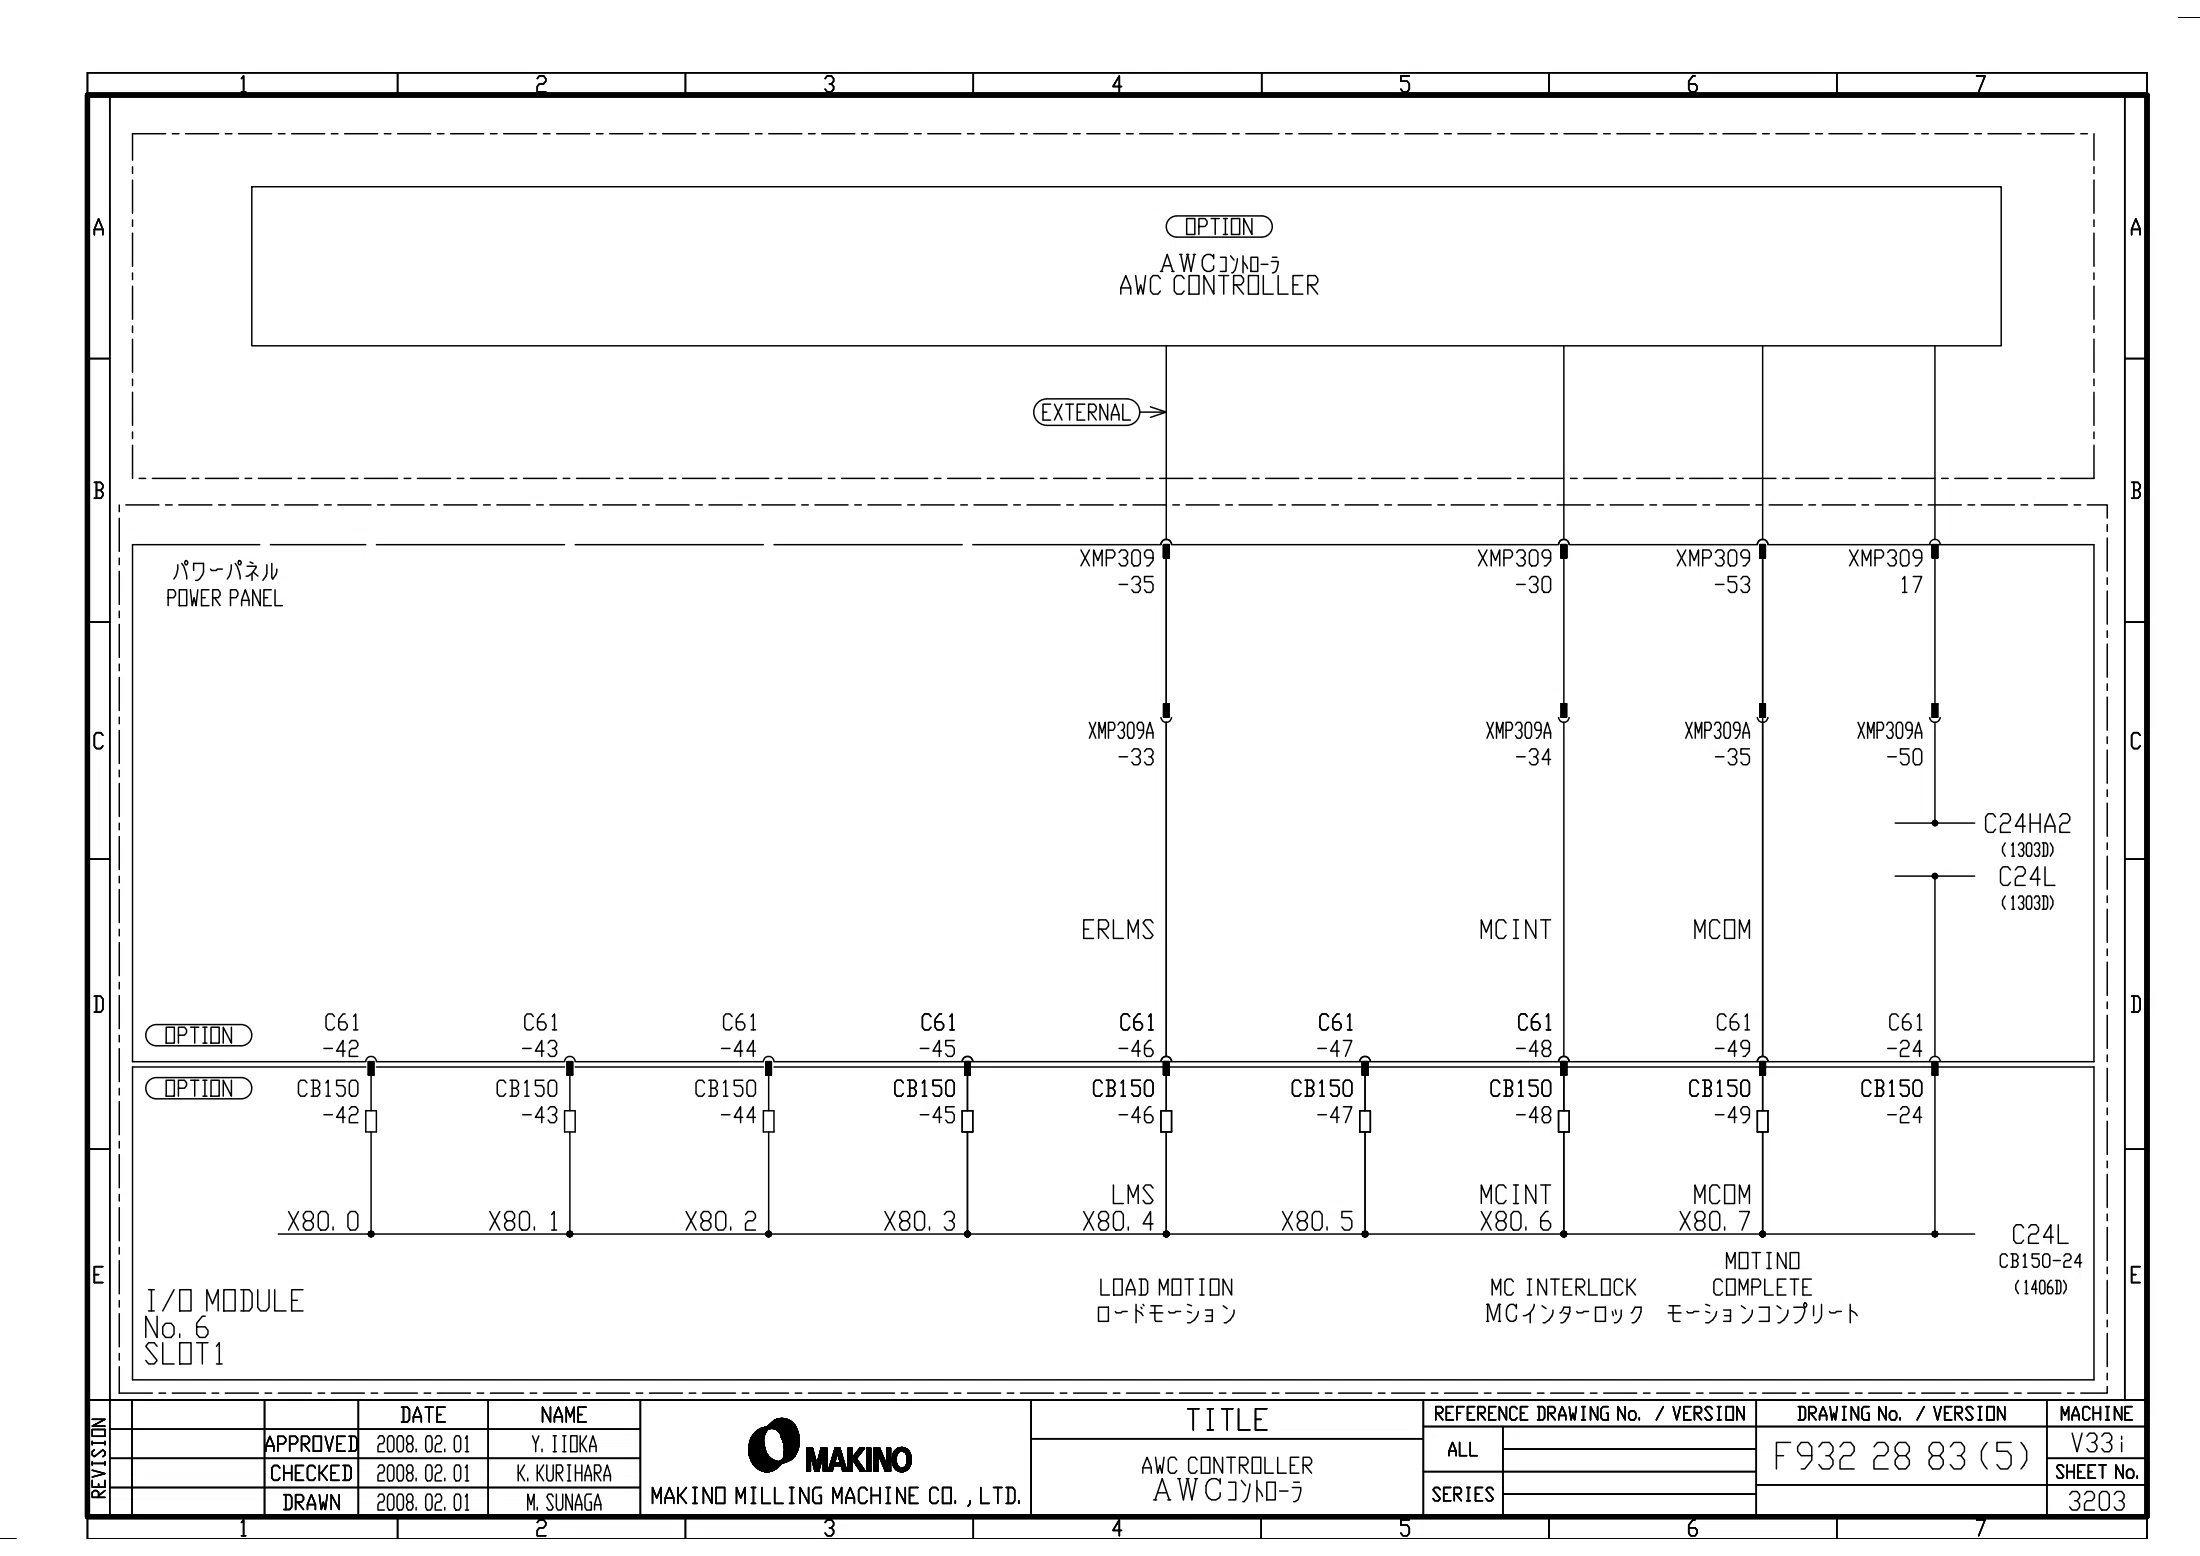 1 2 3 4 5 6 7
A A
OPTION
AWCコントローラ
AWC CONTROLLER
EXTERNAL
B B
XMP309 XMP309 XMP309 XMP309
-35 -30 -53 17
パワーパネル
POWER PANEL
XMP309A XMP309A XMP309A XMP309A
-33 -34 -35 -50
C C
C24HA2
(1303D)
C24L
(1303D)
ERLMS MCINT MCOM
D D
OPTION
C61 C61 C61 C61 C61 C61 C61 C61 C61
-42 -43 -44 -45 -46 -47 -48 -49 -24
OPTION
CB150 CB150 CB150 CB150 CB150 CB150 CB150 CB150 CB150
-42 -43 -44 -45 -46 -47 -48 -49 -24
LMS MCINT MCOM
X80.0 X80.1 X80.2 X80.3 X80.4 X80.5 X80.6 X80.7
C24L
CB150-24
(1406D)
E E
MOTINO
LOAD MOTION MC INTERLOCK COMPLETE
ロードモーション MCインターロック モーションコンプリート
I/O MODULE
No. 6
SLOT1
REVISION
DATE NAME
APPROVED 2008.02.01 Y. IIOKA
CHECKED 2008.02.01 K. KURIHARA
DRAWN 2008.02.01 M. SUNAGA
MAKINO
MAKINO MILLING MACHINE CO., LTD.
TITLE
AWC CONTROLLER
AWCコントローラ
REFERENCE DRAWING No. / VERSION
ALL
SERIES
DRAWING No. / VERSION
F932 28 83(5)
MACHINE
V33i
SHEET No.
3203
1 2 3 4 5 6 7